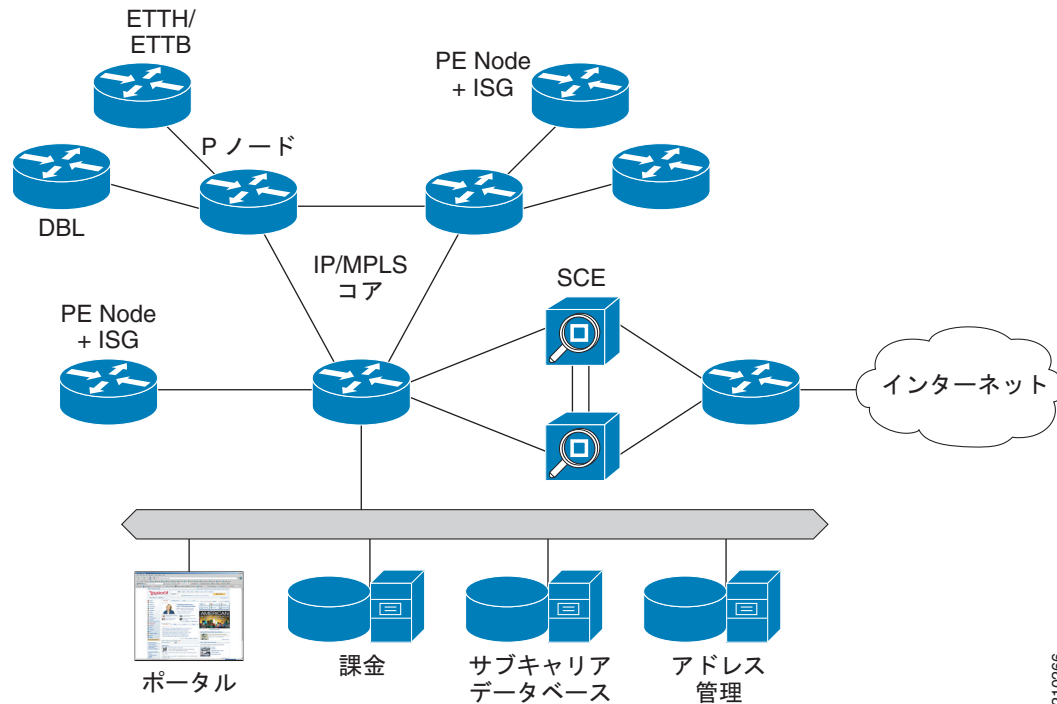 ETTH/
ETTB
PE Node
+ ISG
P ノード
DBL
IP/MPLS
コア
SCE
PE Node
+ ISG
インターネット
ポータル
課金
サブキャリア
データベース
アドレス
管理
210266